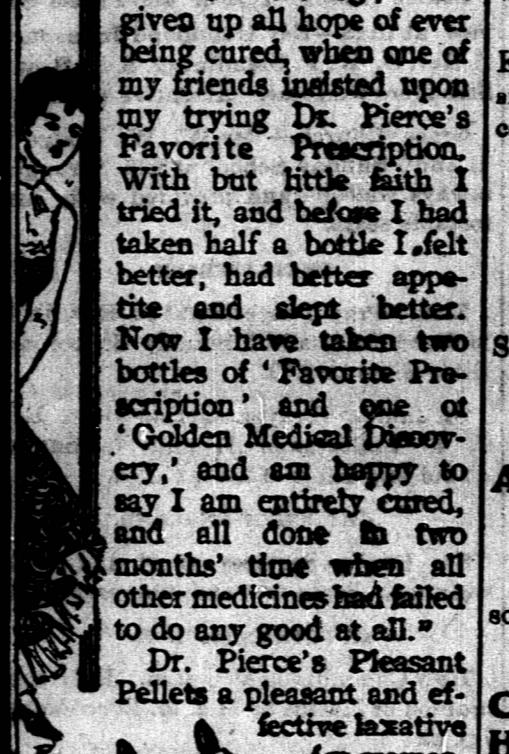 given up all hope of ever
being cured, when one of
my friends insisted upon
my trying Dr. Pierce's
Favorite Prescription.
With but little faith I
tried it, and before I had
taken half a bottle I felt
better, had better appe-
tite and slept better.
Now I have taken two
bottles of 'Favorite Pre-
scription' and one of
'Golden Medical Discov-
ery,' and am happy to
say I am entirely cured,
and all done in two
months' time when all
other medicines had failed
to do any good at all."
Dr. Pierce's Pleasant
Pellets a pleasant and ef-
fective laxative